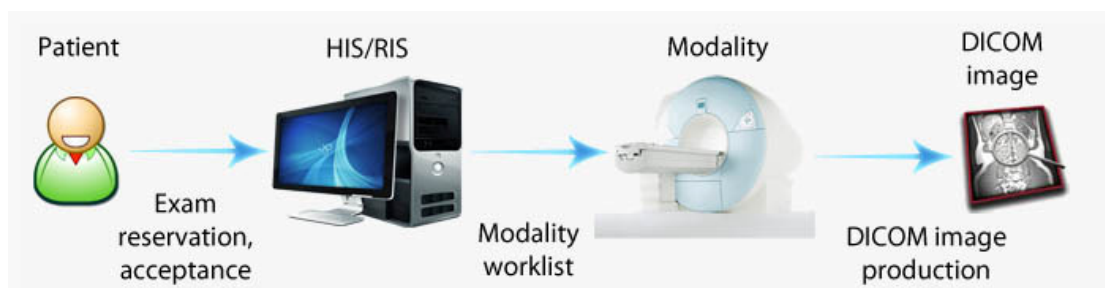 Patient
HIS/RIS
Modality
DICOM
image
Exam
reservation,
acceptance
Modality
worklist
DICOM image
production